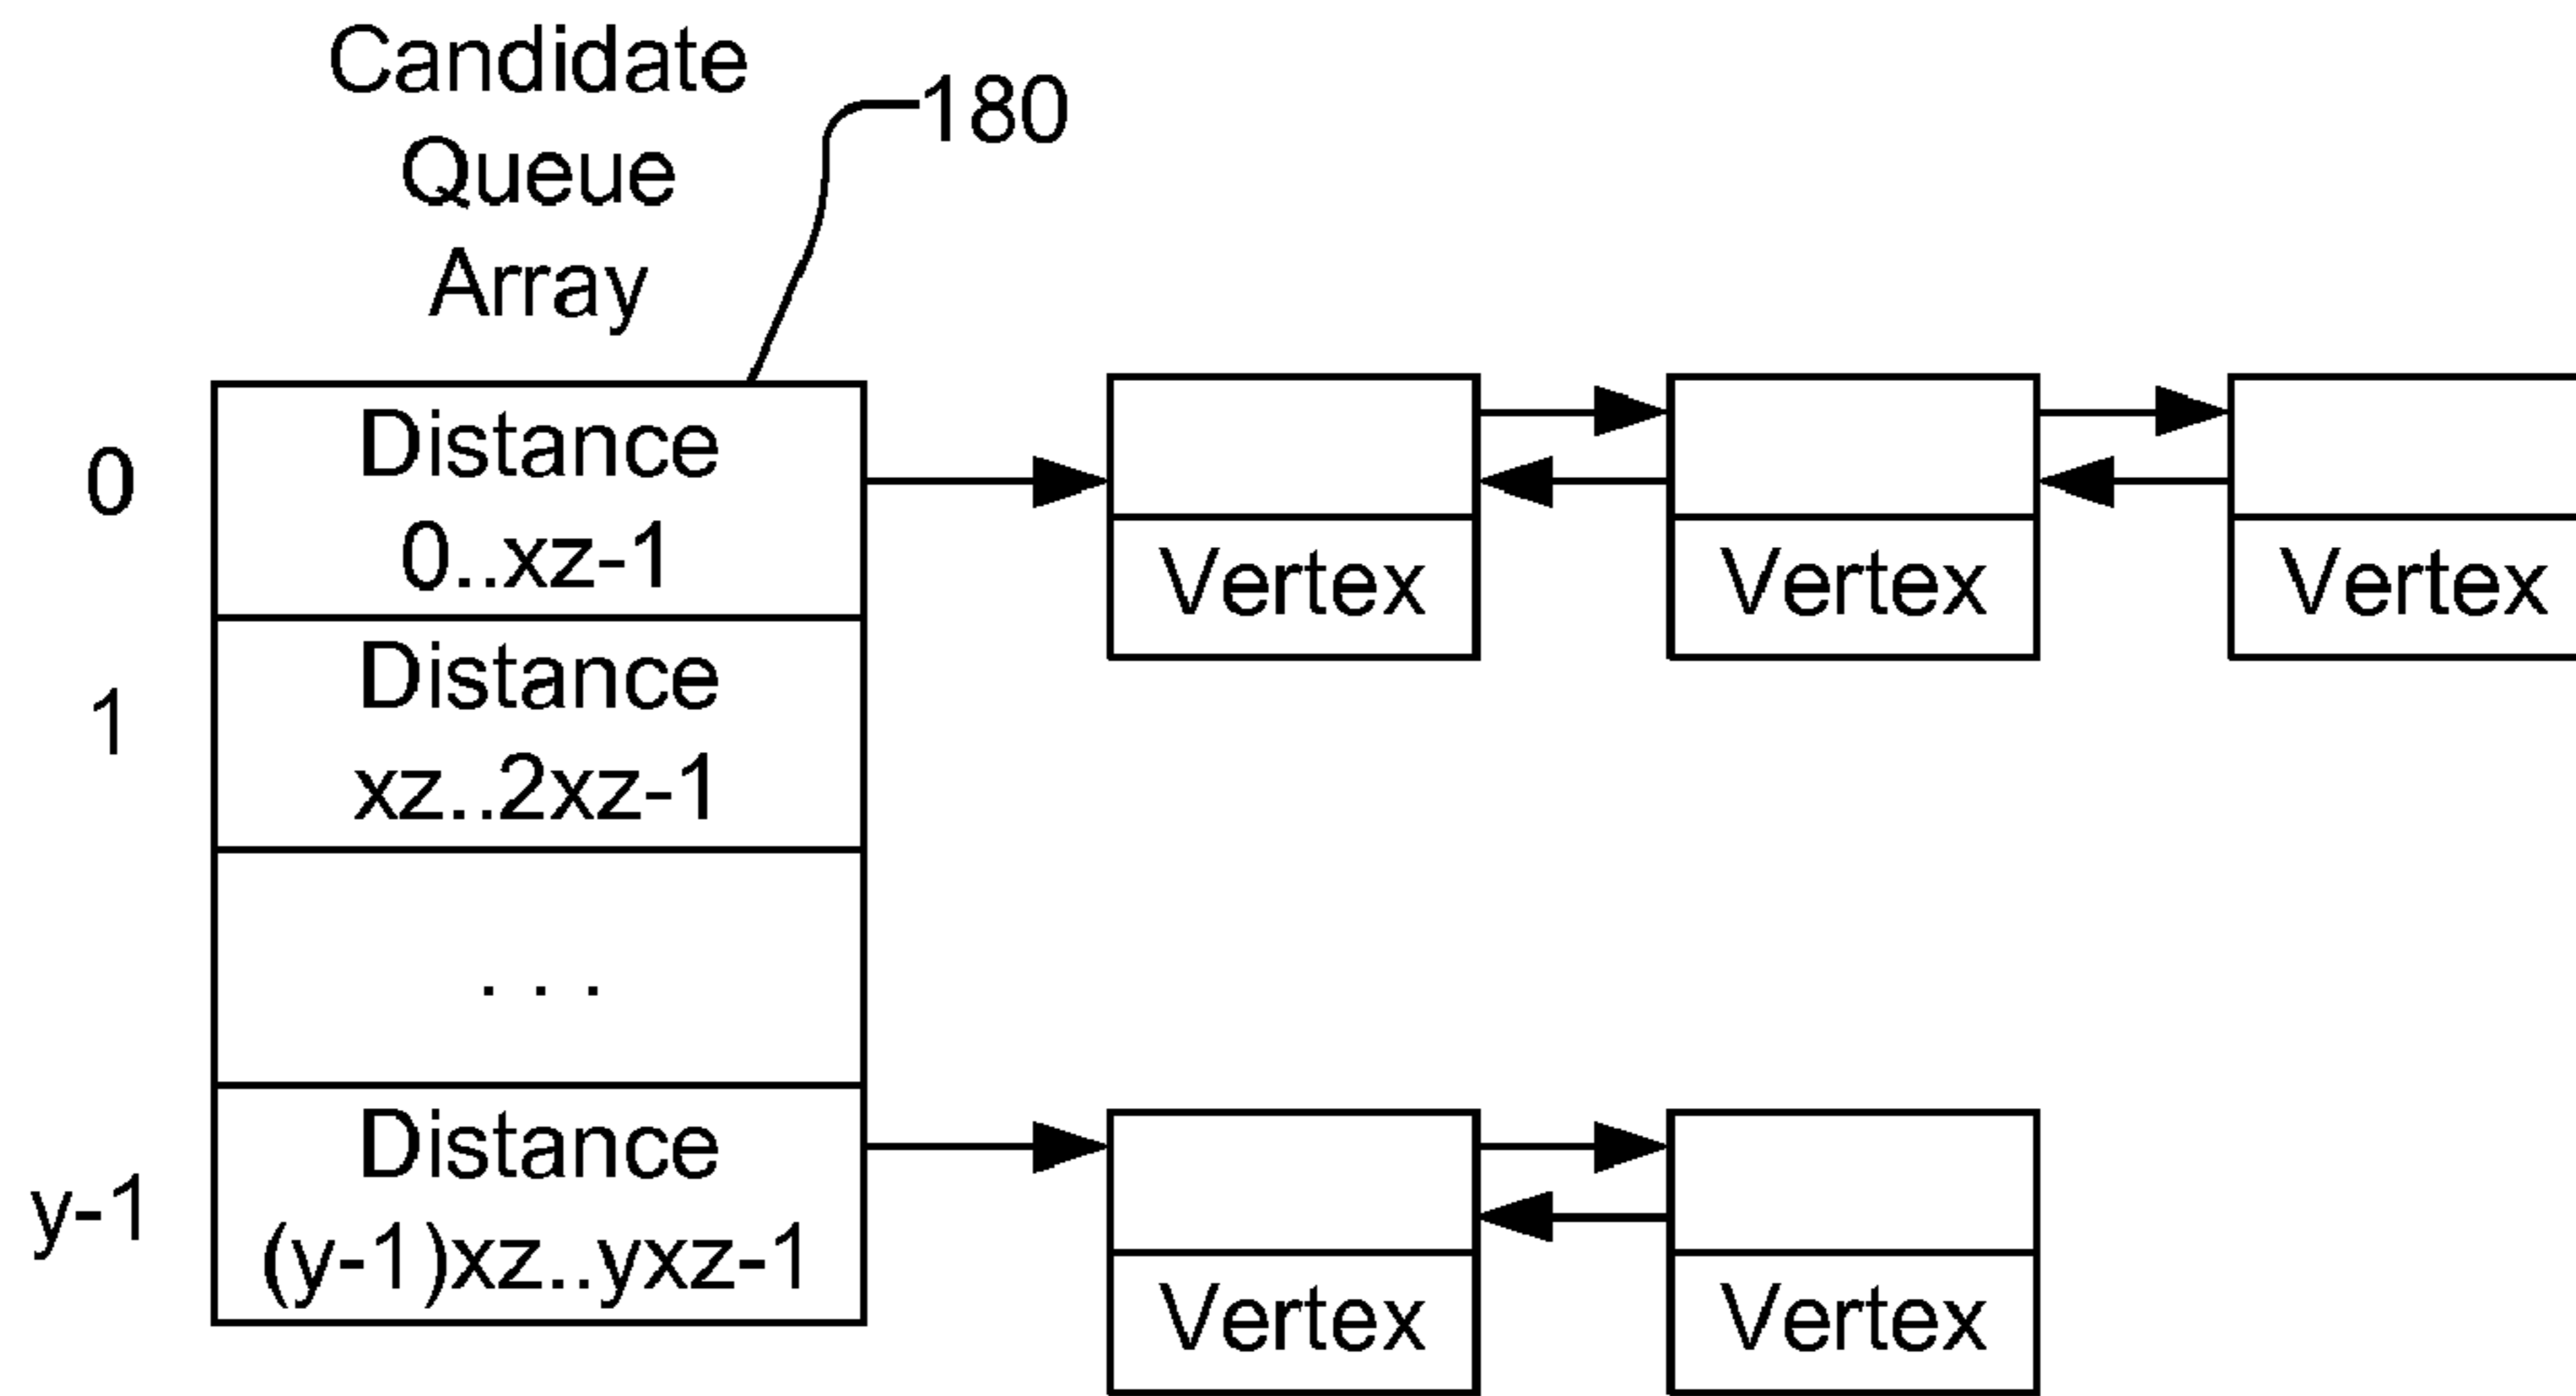 Candidate
Queue
Array
180
0
Distance
0..xz-1
Vertex
Vertex
Vertex
1
Distance
xz..2xz-1
. . .
y-1
Distance
(y-1)xz..yxz-1
Vertex
Vertex